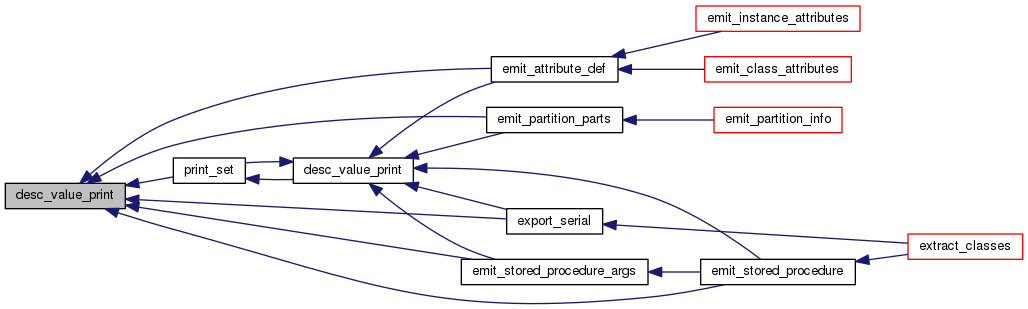 emit_instance_attributes
emit_attribute_def
emit_class_attributes
emit_partition_parts
emit_partition_info
print_set
desc_value_print
desc_value_print
export_serial
extract_classes
emit_stored_procedure_args
emit_stored_procedure